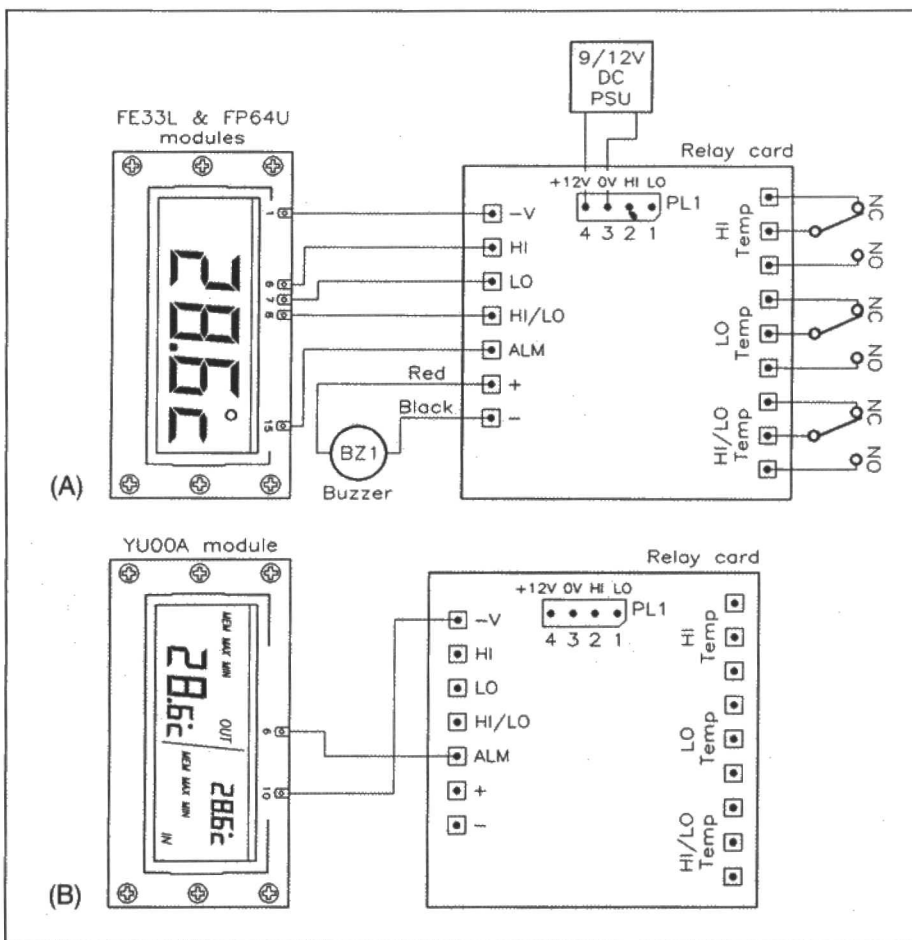 9/12V
DC
PSU
FE33L & FP64U
modules
Relay card
+12V 0V HI LO
PL1
4 3 2 1
1
6
7
8
15
28.6°c
-V
HI
LO
HI/LO
ALM
+
-
Red
Black
BZ1
Buzzer
HI
Temp
LO
Temp
HI/LO
Temp
NC
NO
NC
NO
NC
NO
(A)
YU00A module
Relay card
+12V 0V HI LO
PL1
4 3 2 1
MEM MAX MIN
28.6°c
OUT
MEM MAX MIN
28.6°c
IN
6
10
-V
HI
LO
HI/LO
ALM
+
-
HI
Temp
LO
Temp
HI/LO
Temp
(B)